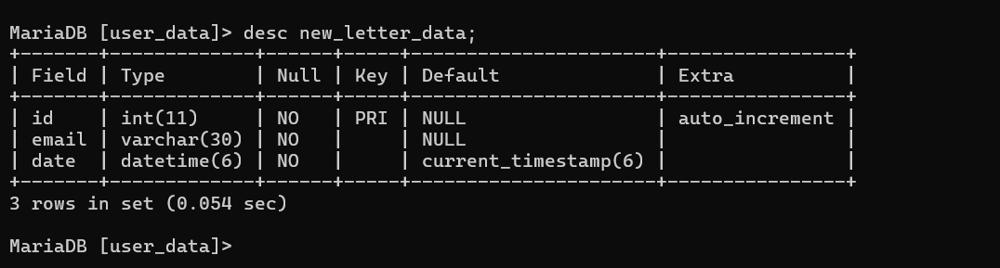 MariaDB [user_data]> desc new_letter_data;
+-------+-------------+------+-----+----------------------+----------------+
| Field | Type        | Null | Key | Default              | Extra          |
+-------+-------------+------+-----+----------------------+----------------+
| id    | int(11)     | NO   | PRI | NULL                 | auto_increment |
| email | varchar(30) | NO   |     | NULL                 |                |
| date  | datetime(6) | NO   |     | current_timestamp(6) |                |
+-------+-------------+------+-----+----------------------+----------------+
3 rows in set (0.054 sec)
MariaDB [user_data]>